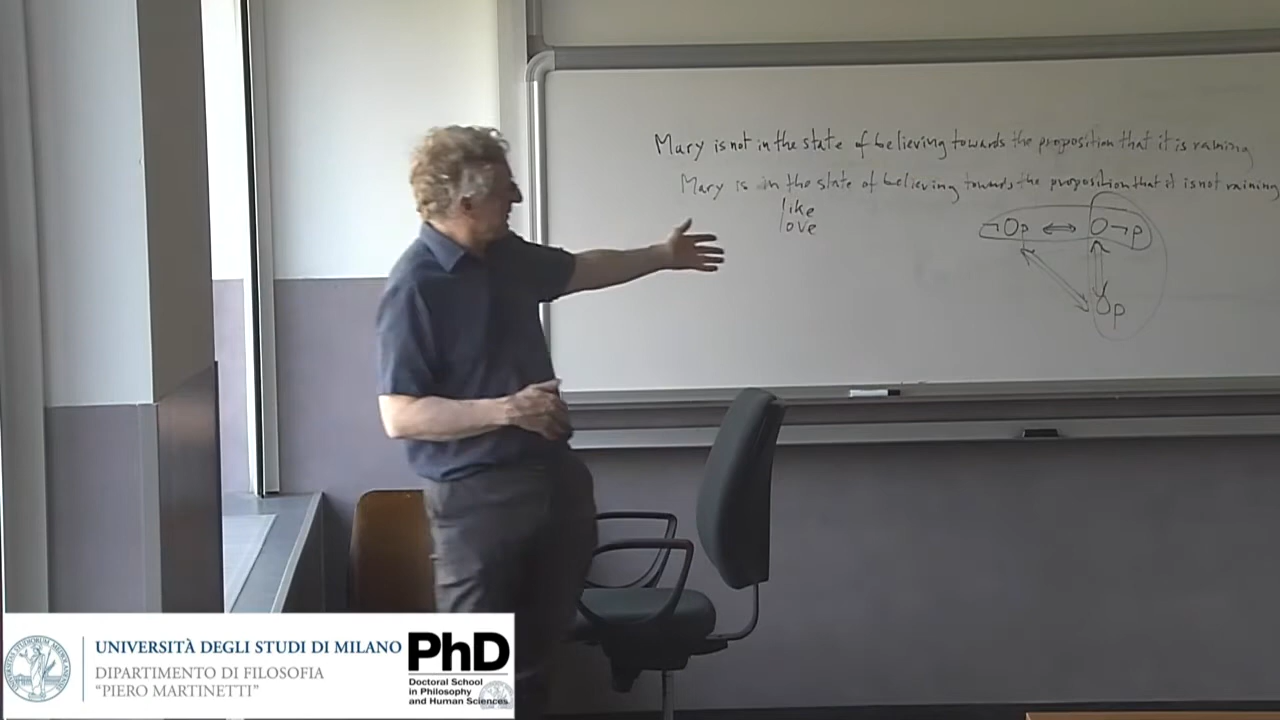 Mary is not in the state of believing towards the proposition that it is raining
Mary is in the state of believing towards the proposition that it is not raining
like
love
¬Op ⟷ O¬p
Op
UNIVERSITÀ DEGLI STUDI DI MILANO
DIPARTIMENTO DI FILOSOFIA
"PIERO MARTINETTI"
PhD
Doctoral School
in Philosophy
and Human Sciences